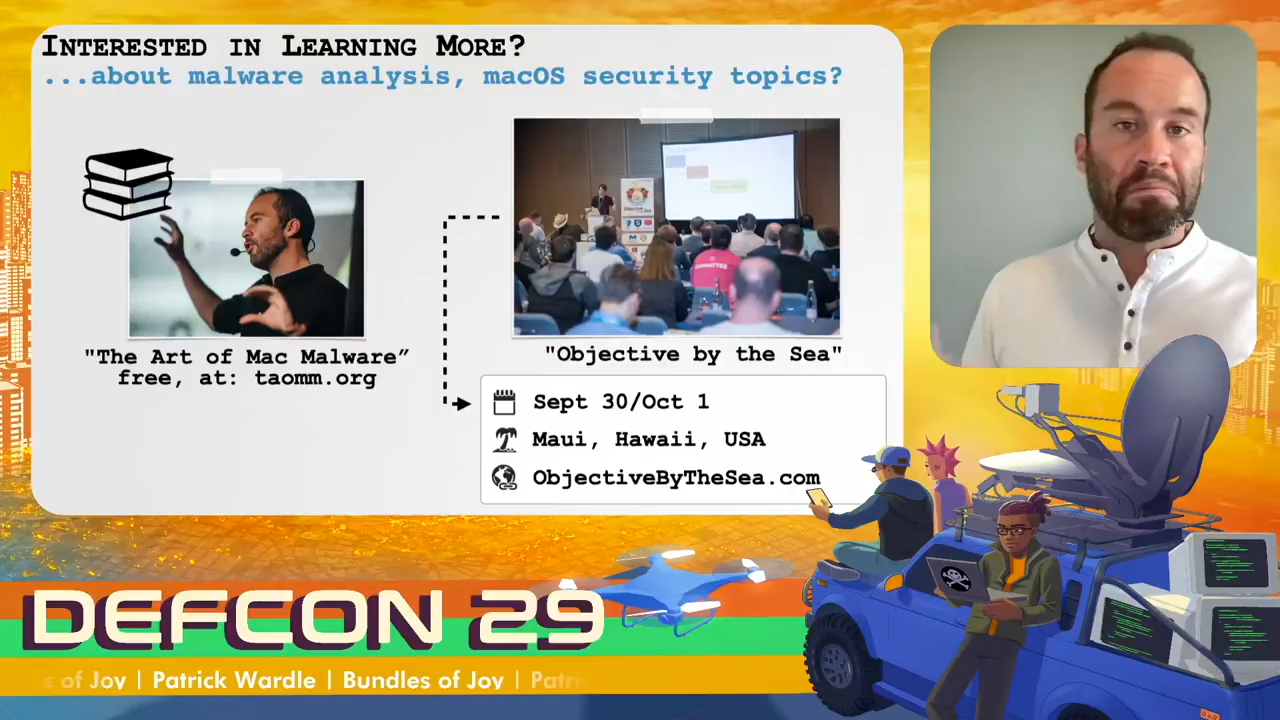 Interested in Learning More?
...about malware analysis, macOS security topics?
"The Art of Mac Malware”
free, at: taomm.org
"Objective by the Sea"
Sept 30/Oct 1
Maui, Hawaii, USA
ObjectiveByTheSea.com
DEFCON 29
of Joy | Patrick Wardle | Bundles of Joy | Patri